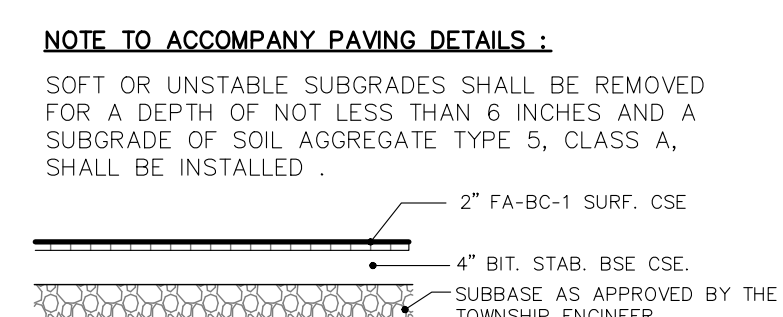 NOTE TO ACCOMPANY PAVING DETAILS :
SOFT OR UNSTABLE SUBGRADES SHALL BE REMOVED
FOR A DEPTH OF NOT LESS THAN 6 INCHES AND A
SUBGRADE OF SOIL AGGREGATE TYPE 5, CLASS A,
SHALL BE INSTALLED .
2" FA-BC-1 SURF. CSE
4" BIT. STAB. BSE CSE.
SUBBASE AS APPROVED BY THE
TOWNSHIP ENGINEER